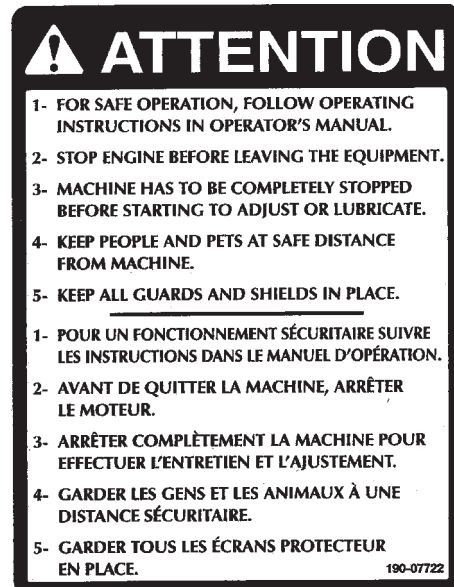 ATTENTION
1- FOR SAFE OPERATION, FOLLOW OPERATING
INSTRUCTIONS IN OPERATOR'S MANUAL.
2- STOP ENGINE BEFORE LEAVING THE EQUIPMENT.
3- MACHINE HAS TO BE COMPLETELY STOPPED
BEFORE STARTING TO ADJUST OR LUBRICATE.
4- KEEP PEOPLE AND PETS AT SAFE DISTANCE
FROM MACHINE.
5- KEEP ALL GUARDS AND SHIELDS IN PLACE.
1- POUR UN FONCTIONNEMENT SÉCURITAIRE SUIVRE
LES INSTRUCTIONS DANS LE MANUEL D'OPÉRATION.
2- AVANT DE QUITTER LA MACHINE, ARRÊTER
LE MOTEUR.
3- ARRÊTER COMPLÈTEMENT LA MACHINE POUR
EFFECTUER L'ENTRETIEN ET L'AJUSTEMENT.
4- GARDER LES GENS ET LES ANIMAUX À UNE
DISTANCE SÉCURITAIRE.
5- GARDER TOUS LES ÉCRANS PROTECTEUR
EN PLACE. 190-07722